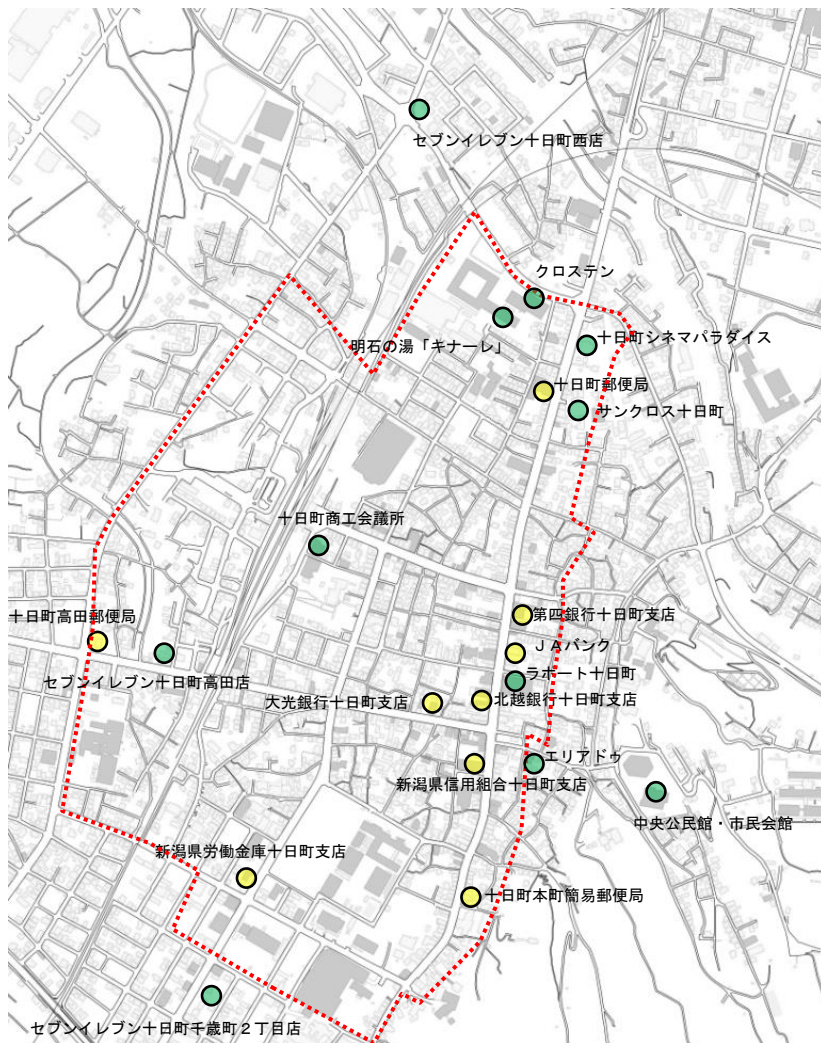 セブンイレブン十日町西店
クロステン
明石の湯「キナーレ」
十日町シネマパラダイス
十日町郵便局
サンクロス十日町
十日町商工会議所
第四銀行十日町支店
十日町高田郵便局
ＪＡバンク
セブンイレブン十日町高田店
ラポート十日町
大光銀行十日町支店
北越銀行十日町支店
エリアドゥ
新潟県信用組合十日町支店
中央公民館・市民会館
新潟県労働金庫十日町支店
十日町本町簡易郵便局
セブンイレブン十日町千歳町２丁目店